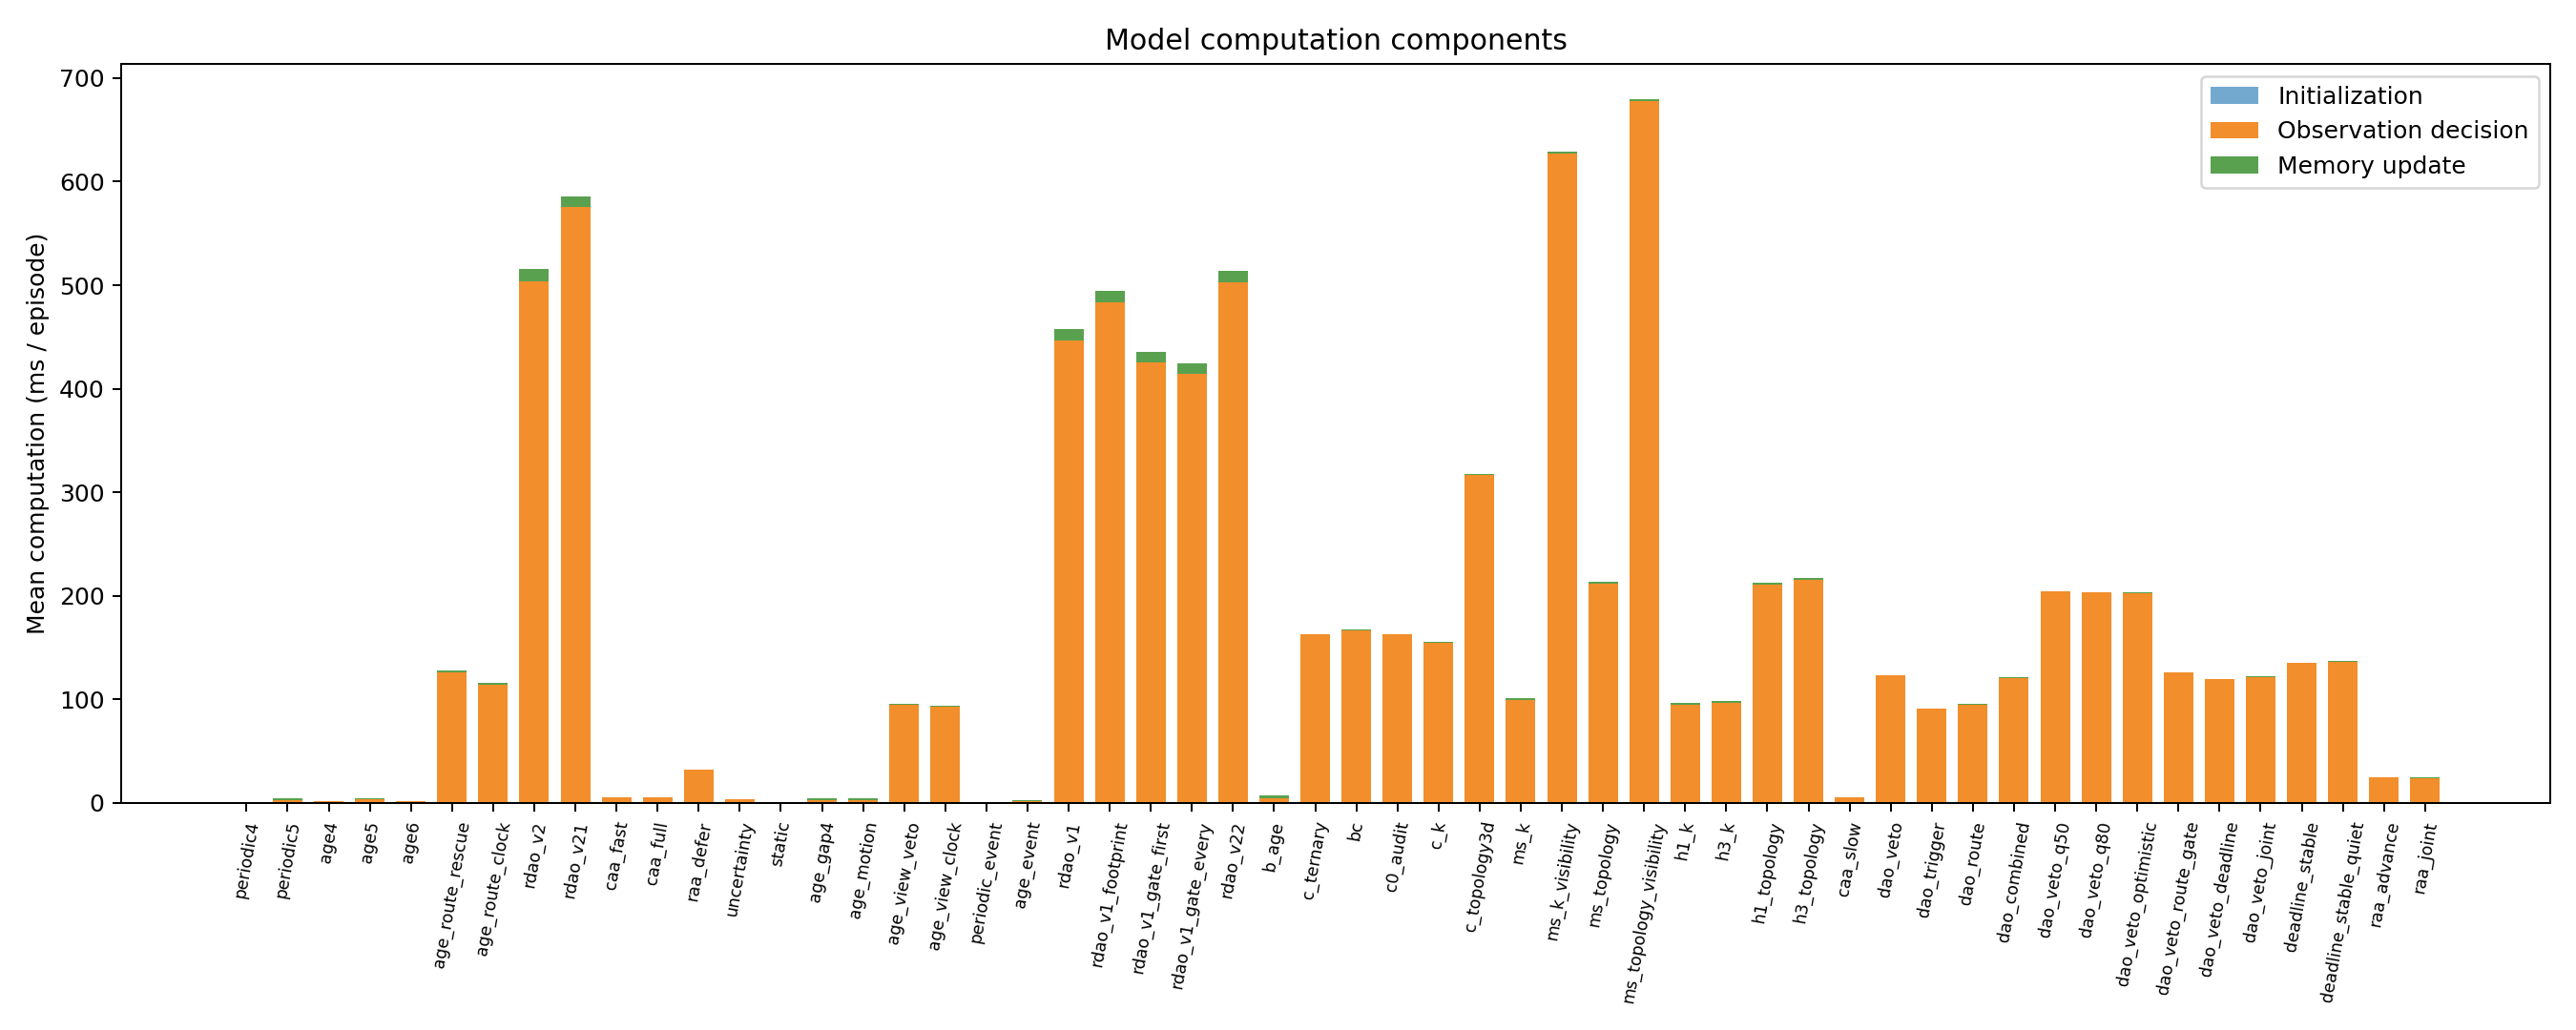 Model computation components
Mean computation (ms / episode)
700
600
500
400
300
200
100
0
Initialization
Observation decision
Memory update
periodic4
periodic5
age4
age5
age6
age_route_rescue
age_route_clock
rdao_v2
rdao_v21
caa_fast
caa_full
raa_defer
uncertainty
static
age_gap4
age_motion
age_view_veto
age_view_clock
periodic_event
age_event
rdao_v1
rdao_v1_footprint
rdao_v1_gate_first
rdao_v1_gate_every
rdao_v22
b_age
c_ternary
bc
c0_audit
c_k
c_topology3d
ms_k
ms_k_visibility
ms_topology
ms_topology_visibility
h1_k
h3_k
h1_topology
h3_topology
caa_slow
dao_veto
dao_trigger
dao_route
dao_combined
dao_veto_q50
dao_veto_q80
dao_veto_optimistic
dao_veto_route_gate
dao_veto_deadline
dao_veto_joint
deadline_stable
deadline_stable_quiet
raa_advance
raa_joint